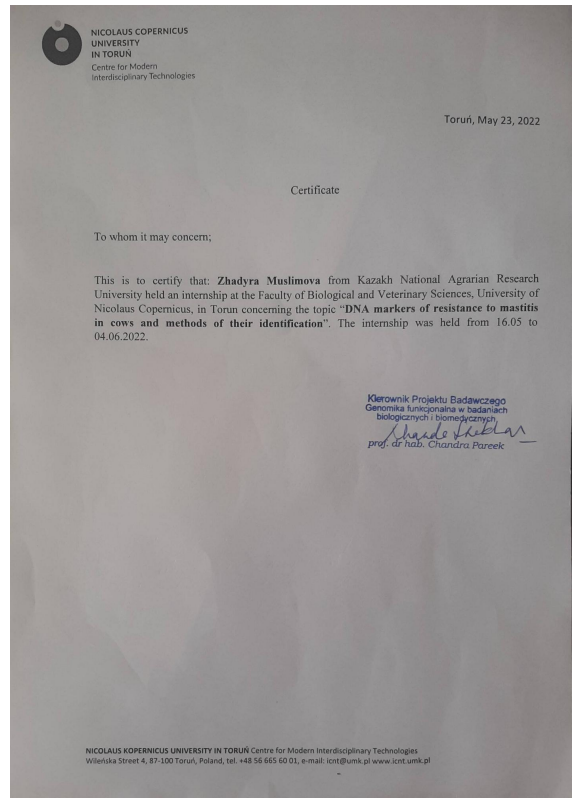 NICOLAUS COPERNICUS
UNIVERSITY
IN TORUŃ
Centre for Modern
Interdisciplinary Technologies
Toruń, May 23, 2022
Certificate
To whom it may concern;
This is to certify that: Zhadyra Muslimova from Kazakh National Agrarian Research
University held an internship at the Faculty of Biological and Veterinary Sciences, University of
Nicolaus Copernicus, in Torun concerning the topic “DNA markers of resistance to mastitis
in cows and methods of their identification”. The internship was held from 16.05 to
04.06.2022.
Kierownik Projektu Badawczego
Genomika funkcjonalna w badaniach
biologicznych i biomedycznych
prof. dr hab. Chandra Pareek
NICOLAUS KOPERNICUS UNIVERSITY IN TORUŃ Centre for Modern Interdisciplinary Technologies
Wileńska Street 4, 87-100 Toruń, Poland, tel. +48 56 665 60 01, e-mail: icnt@umk.pl www.icnt.umk.pl